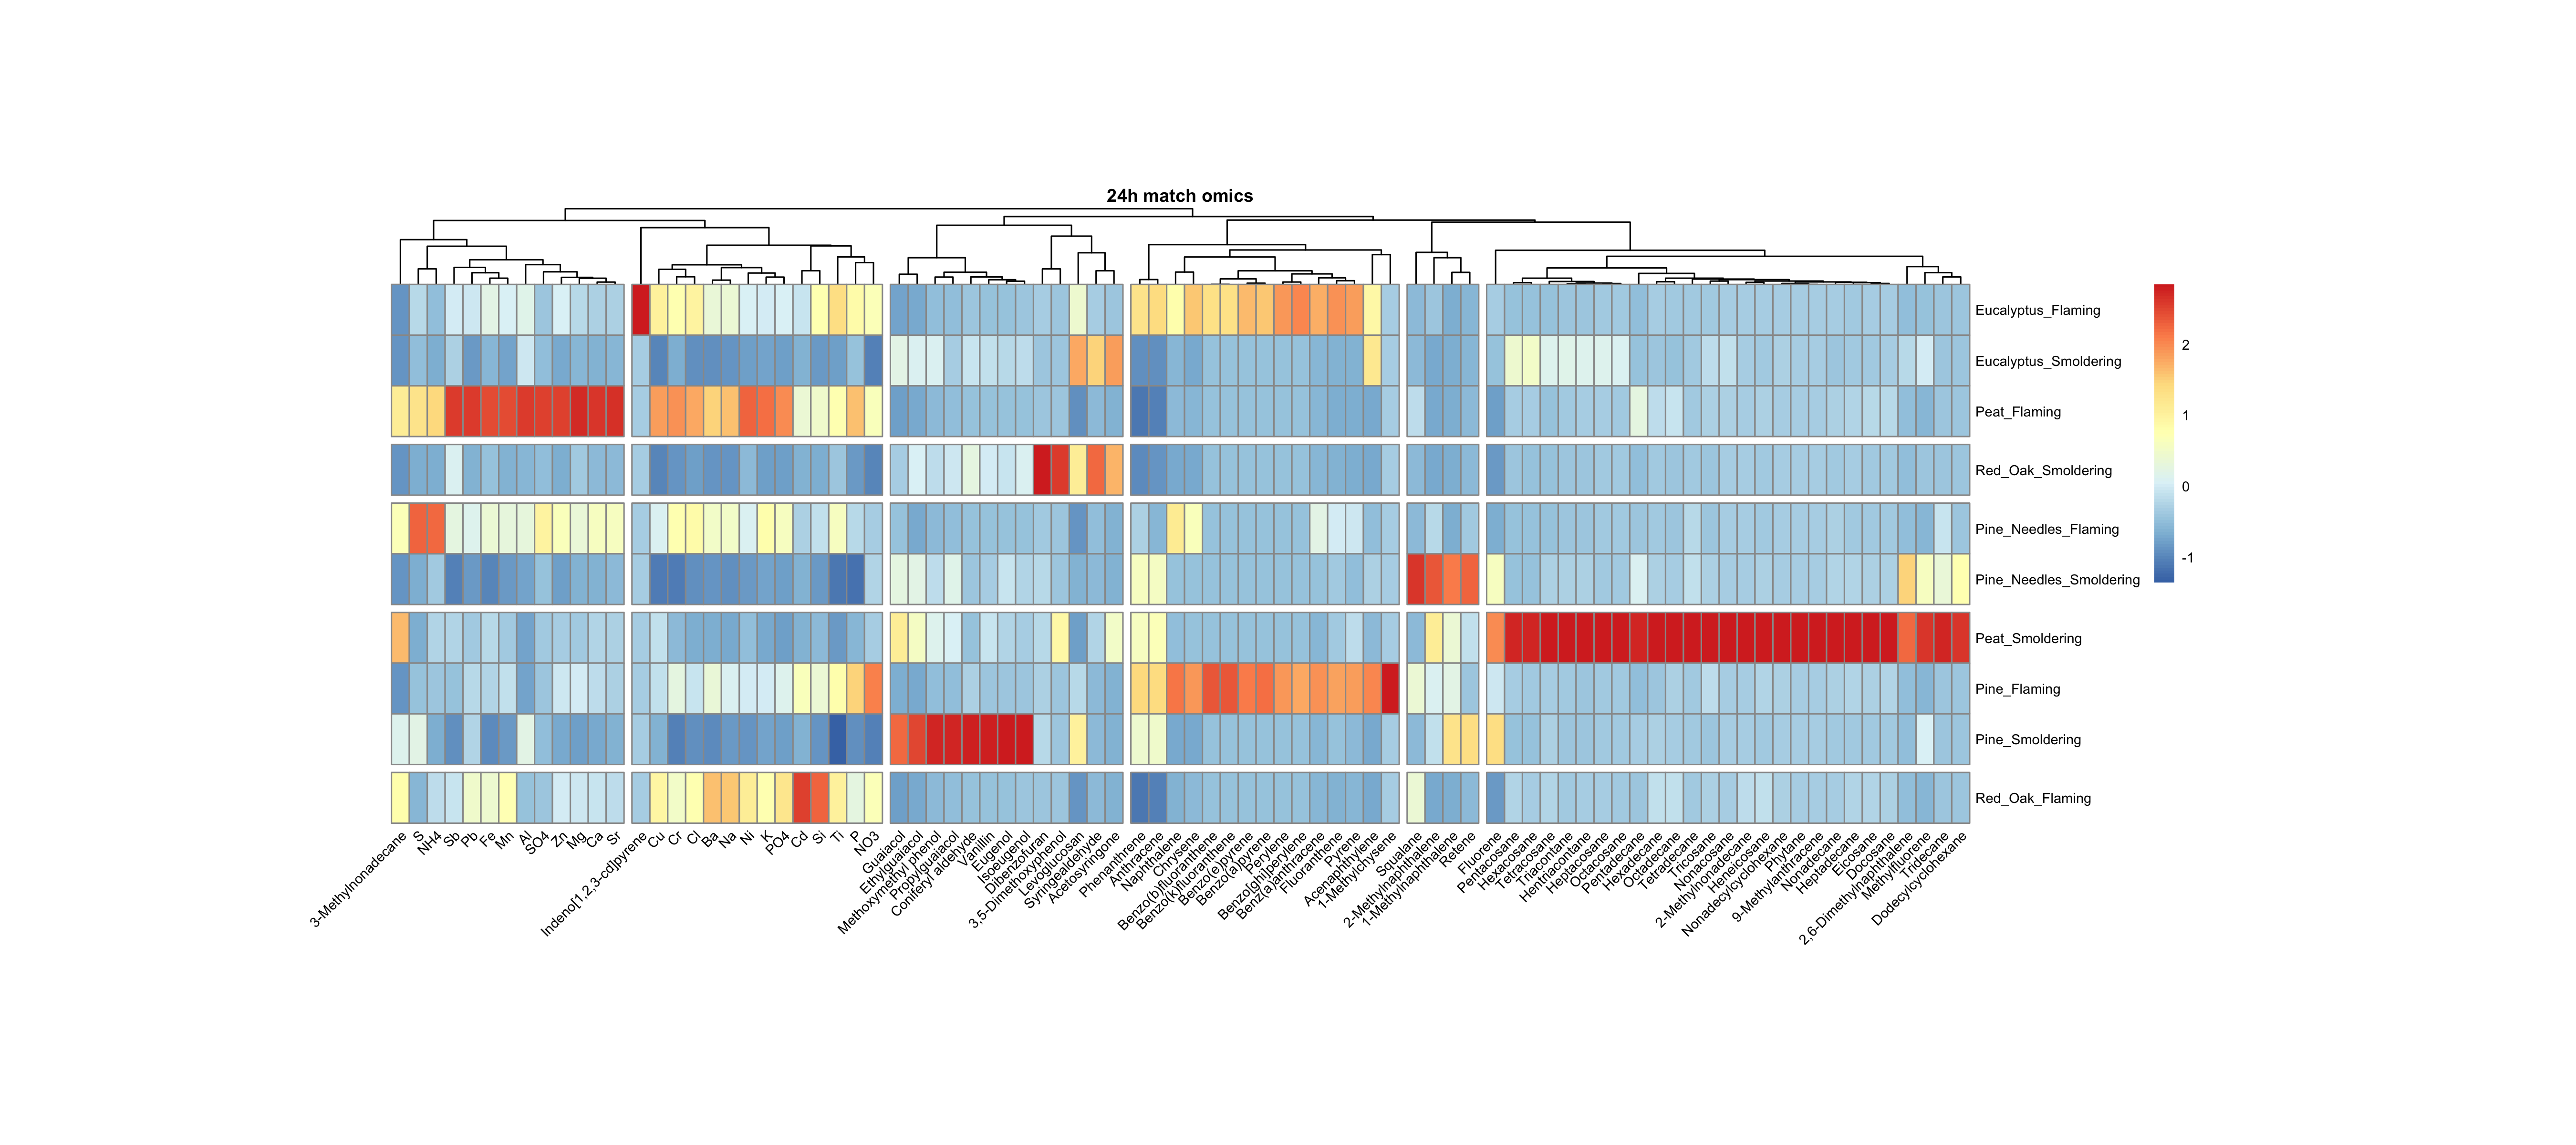 24h match omics
2
1
0
-1
Eucalyptus_Flaming
Eucalyptus_Smoldering
Peat_Flaming
Red_Oak_Smoldering
Pine_Needles_Flaming
Pine_Needles_Smoldering
Peat_Smoldering
Pine_Flaming
Pine_Smoldering
Red_Oak_Flaming
3-Methylnonadecane
S
NH4
Sb
Pb
Fe
Mn
Al
SO4
Zn
Mg
Ca
Sr
Indeno[1,2,3-cd]pyrene
Cu
Cr
Cl
Ba
Na
Ni
K
PO4
Cd
Si
Ti
P
NO3
Guaiacol
Ethylguaiacol
Methoxymethyl phenol
Propylguaiacol
Coniferyl aldehyde
Vanillin
Eugenol
Isoeugenol
Dibenzofuran
3,5-Dimethoxyphenol
Levoglucosan
Syringealdehyde
Acetosyringone
Phenanthrene
Anthracene
Naphthalene
Chrysene
Benzo(b)fluoranthene
Benzo(k)fluoranthene
Benzo(e)pyrene
Benzo(a)pyrene
Perylene
Benzo(ghi)perylene
Benz(a)anthracene
Fluoranthene
Pyrene
Acenaphthylene
1-Methylchysene
Squalane
2-Methylnaphthalene
1-Methylnaphthalene
Retene
Fluorene
Pentacosane
Hexacosane
Tetracosane
Triacontane
Hentriacontane
Heptacosane
Octacosane
Pentadecane
Hexadecane
Octadecane
Tetradecane
Tricosane
Nonacosane
2-Methylnonadecane
Heneicosane
Nonadecylcyclohexane
Phytane
9-Methylanthracene
Nonadecane
Heptadecane
Eicosane
Docosane
2,6-Dimethylnaphthalene
Methylfluorene
Tridecane
Dodecylcyclohexane